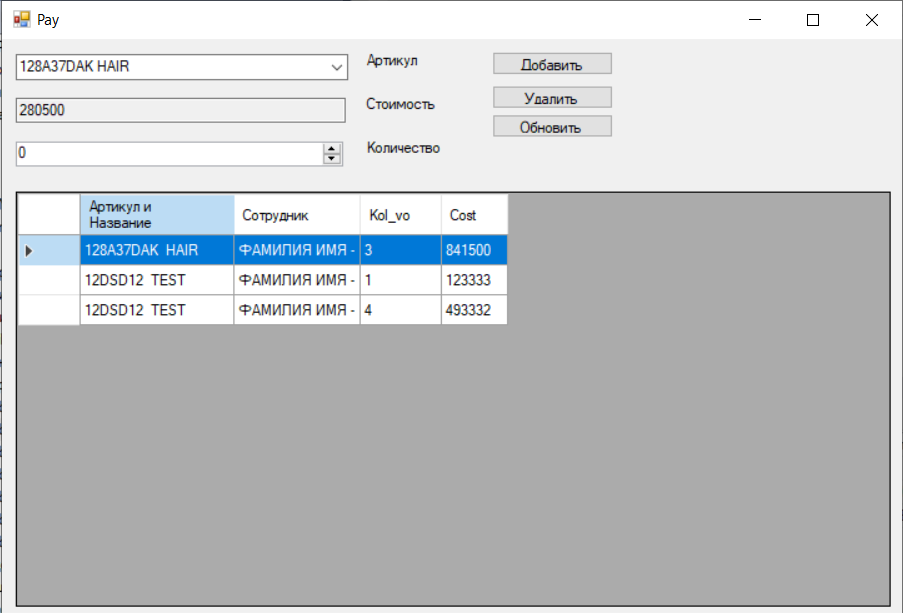 Pay
128A37DAK HAIR
Артикул
Добавить
280500
Стоимость
Удалить
0
Количество
Обновить
Артикул и
Название
Сотрудник
Kol_vo
Cost
128A37DAK HAIR ФАМИЛИЯ ИМЯ - 3 841500
12DSD12 TEST ФАМИЛИЯ ИМЯ - 1 123333
12DSD12 TEST ФАМИЛИЯ ИМЯ - 4 493332